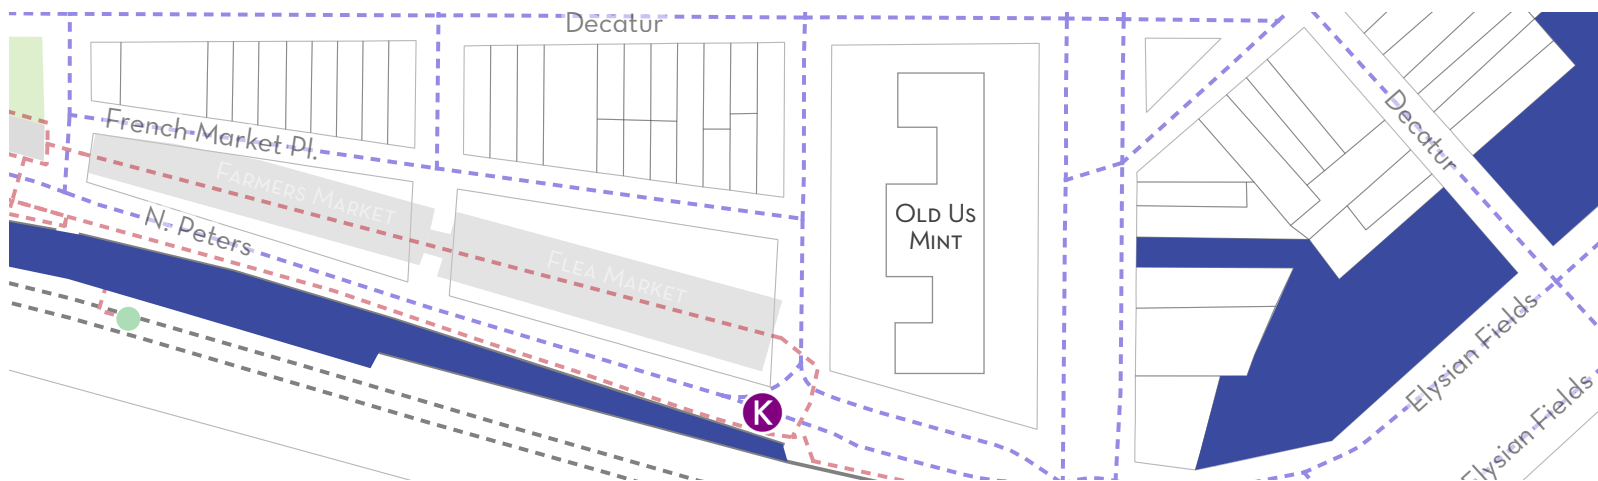 Decatur
French Market Pl.
Farmers Market
N. Peters
Flea Market
K
Old Us
Mint
Decatur
Elysian Fields
Elysian Fields